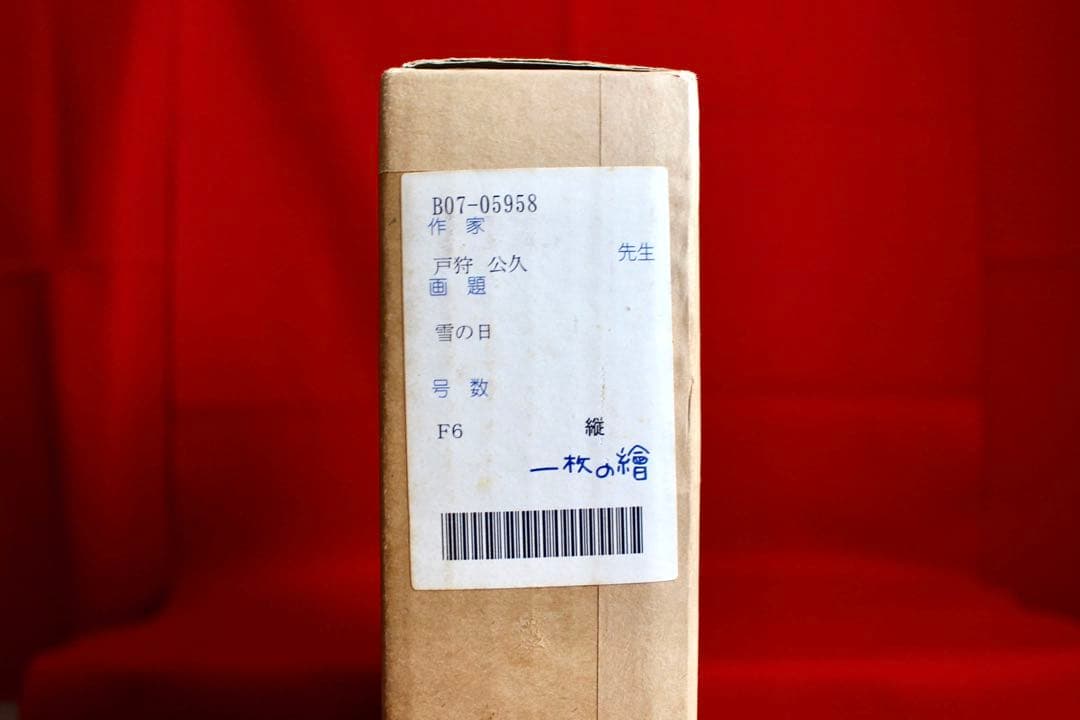 B07-05958
作 家
戸狩 公久 先生
画 題
雪の日
号 数
F6 縦
一枚の繪